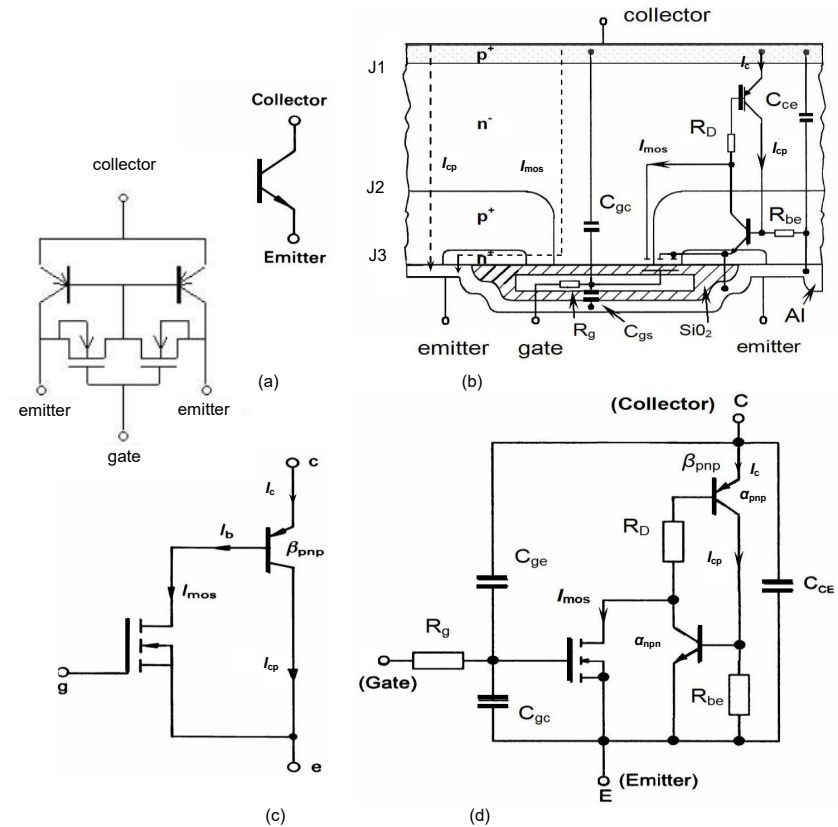 Collector
Emitter
collector
emitter
emitter
gate
(a)
collector
J1
p+
Ic
Cce
n-
RD
Imos
Icp
Icp
Imos
J2
Cgc
p+
Rbe
J3
n+
Al
Rg
Cgs
SiO2
emitter
gate
emitter
(b)
c
Ic
Ib
βpnp
Imos
Icp
g
e
(c)
(Collector)
C
βpnp
Ic
αpnp
RD
Icp
Cge
CCE
Imos
Rg
αnpn
(Gate)
Rbe
Cgc
E
(Emitter)
(d)